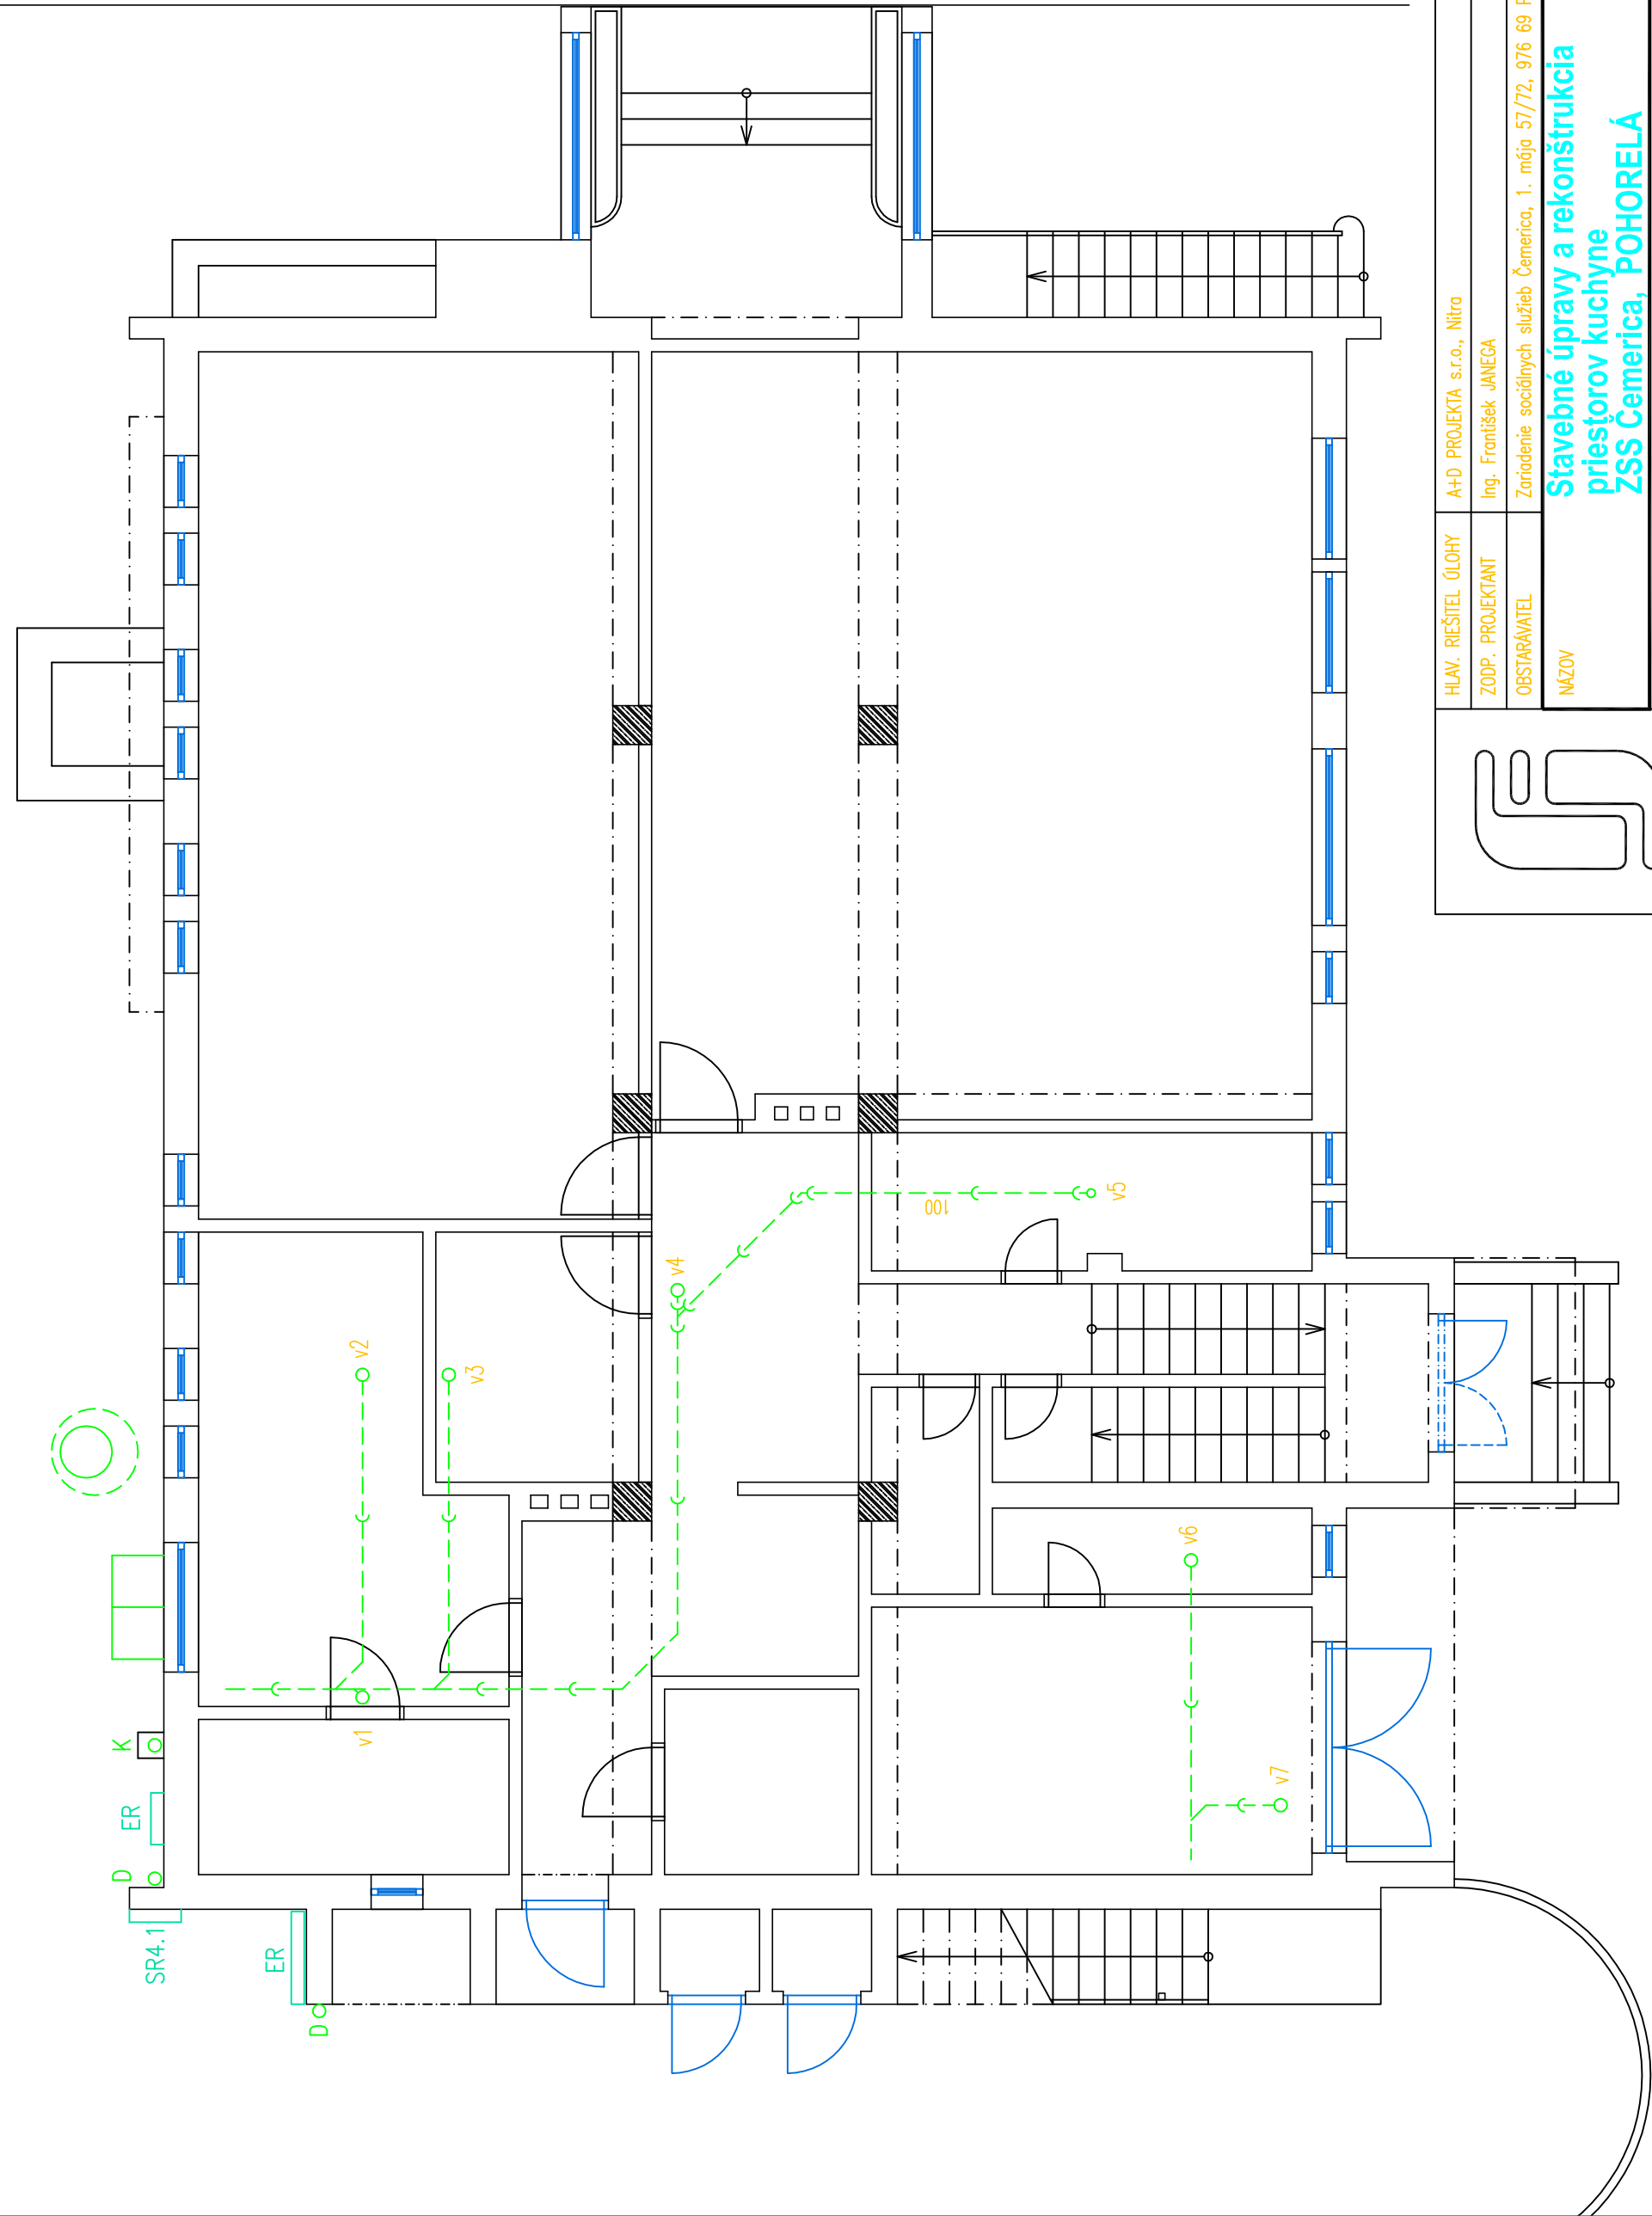 HLAV. RIEŠITEL ÚLOHY
A+D PROJEKTA s.r.o., Nitra
ZODP. PROJEKTANT
Ing. František JANEGA
OBSTARÁVATEL
Zariadenie sociálnych služieb Čemerica, 1. mája 57/72, 976 69
NÁZOV
Stavebné úpravy a rekonštrukcia
priestorov kuchyne
ZSS Čemerica, POHORELÁ
v2
v3
v4
v5
100
v6
v1
v7
K
ER
D
SR4.1
ER
D